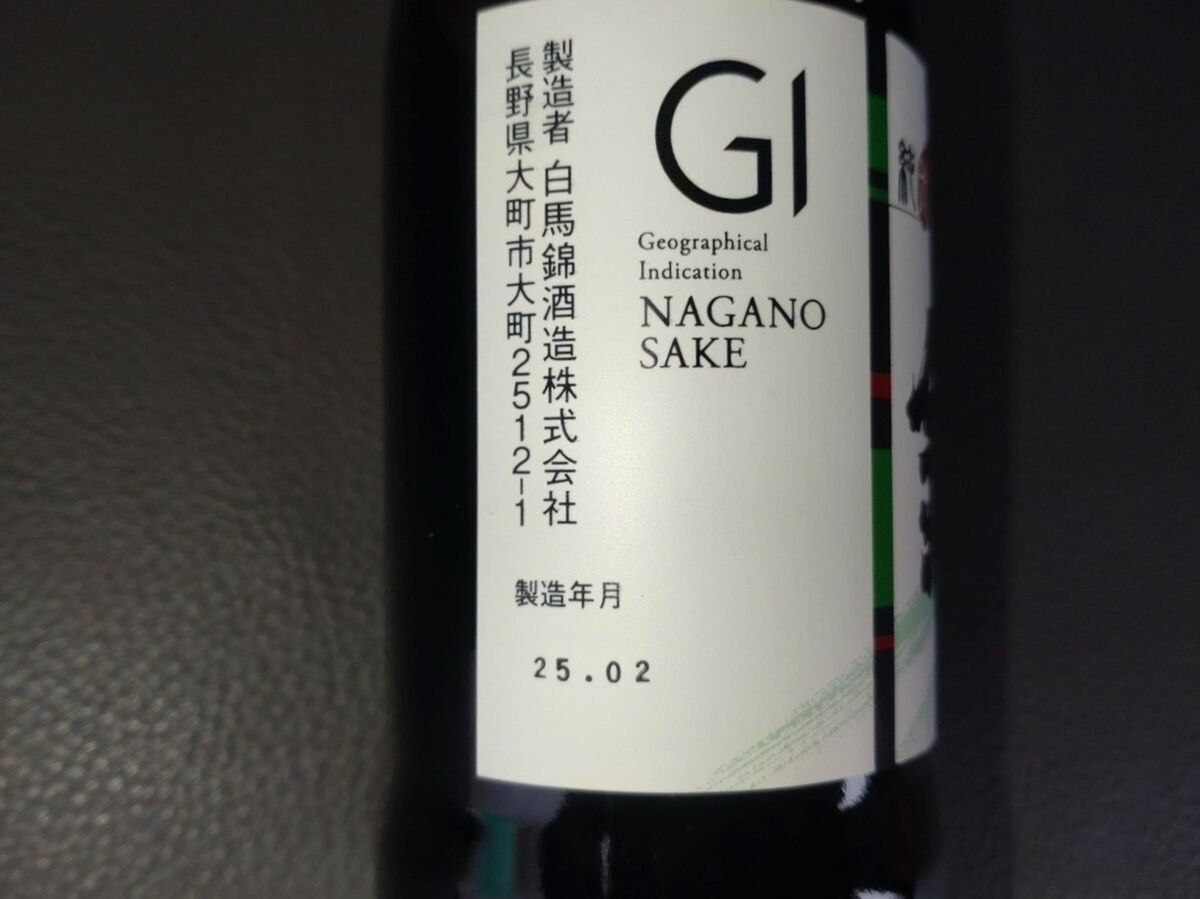 製造者 白馬錦酒造株式会社
長野県大町市大町2512-1
GI
Geographical
Indication
NAGANO
SAKE
製造年月
25.02
純